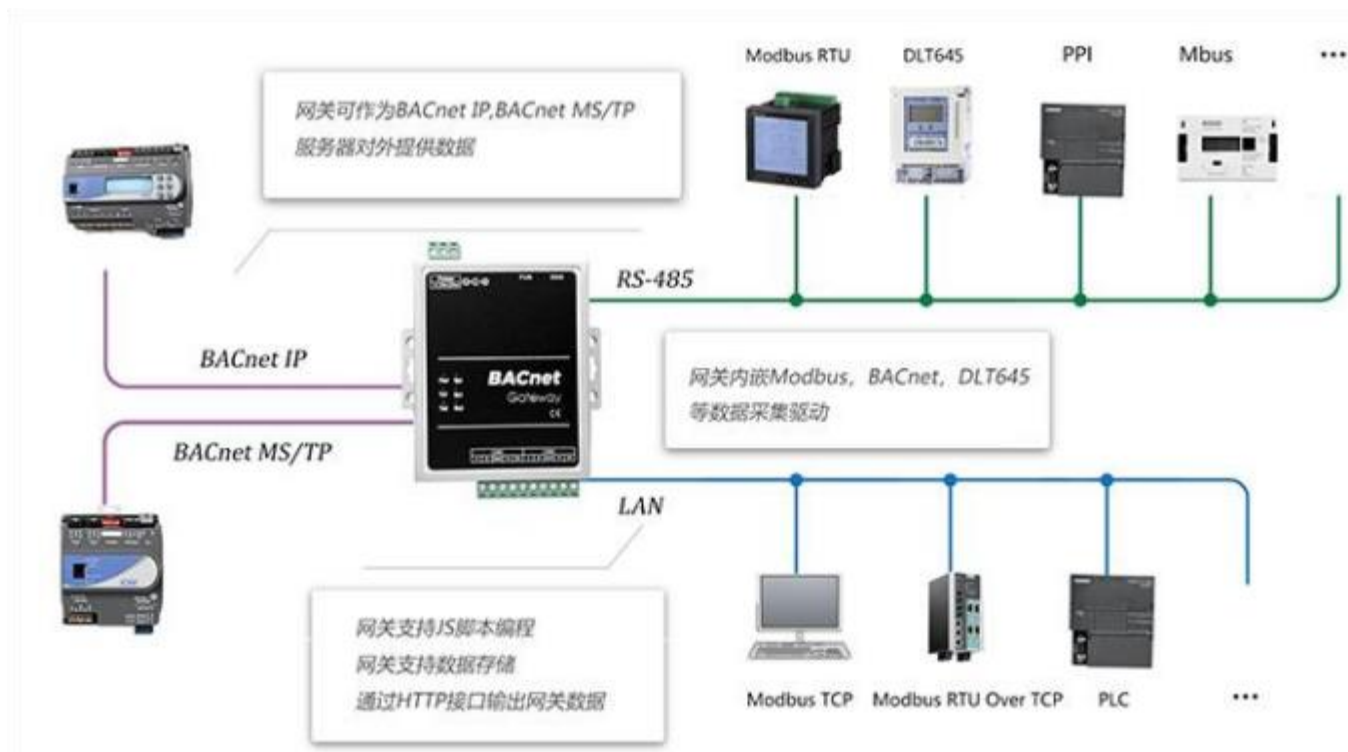 Modbus RTU
DLT645
PPI
Mbus
...
网关可作为BACnet IP,BACnet MS/TP
服务器对外提供数据
RS-485
BACnet IP
BACnet
Gateway
CE
网关内嵌Modbus，BACnet，DLT645
等数据采集驱动
BACnet MS/TP
LAN
网关支持JS脚本编程
网关支持数据存储
通过HTTP接口输出网关数据
Modbus TCP
Modbus RTU Over TCP
PLC
...